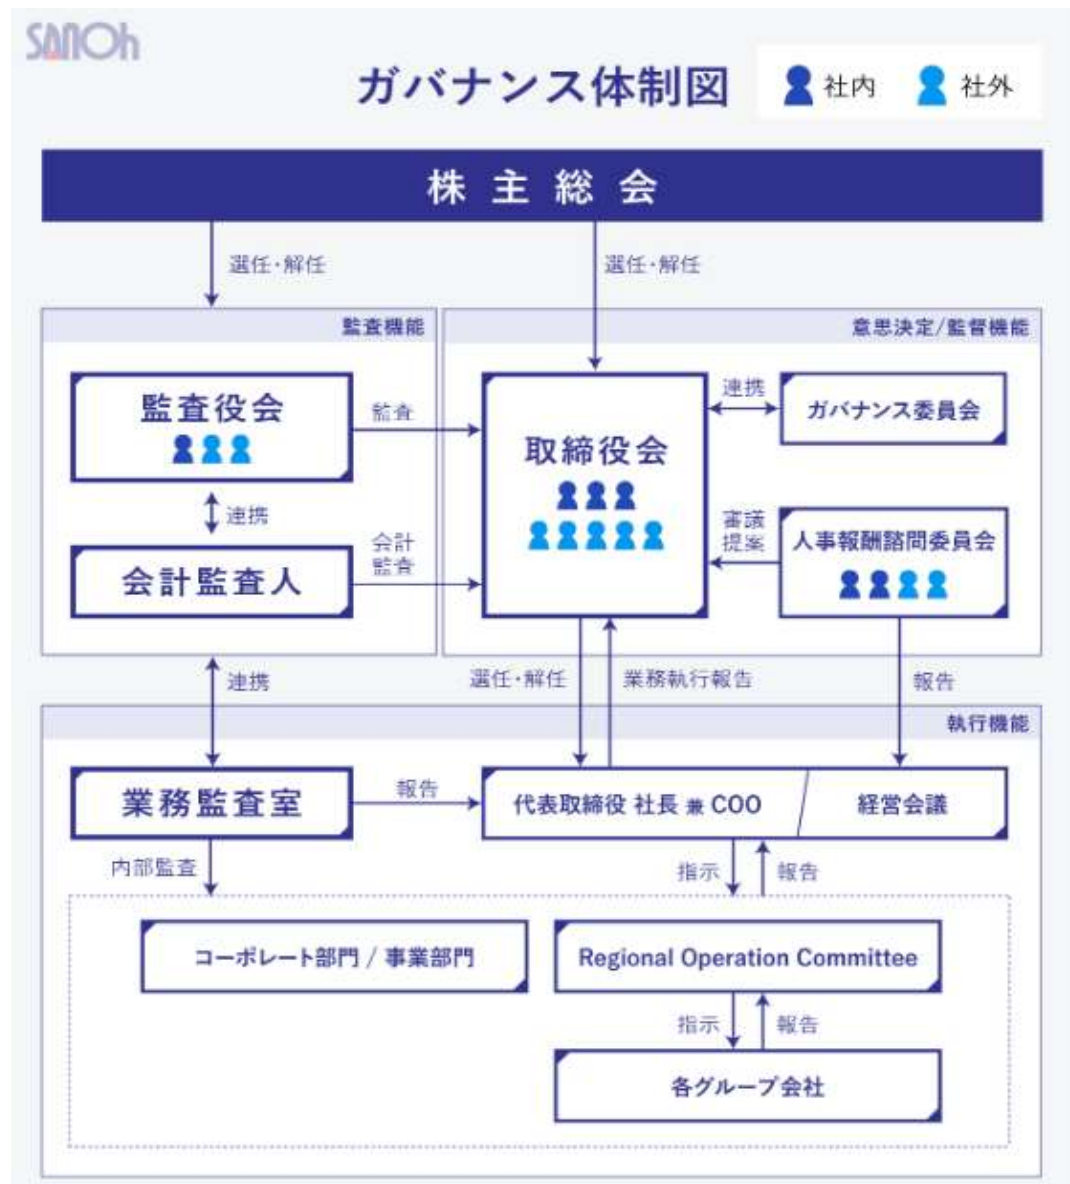 SANOh
ガバナンス体制図
社内
社外
株主総会
選任・解任
選任・解任
監査機能
意思決定/監督機能
監査役会
監査
取締役会
連携
ガバナンス委員会
連携
会計
監査
審議
提案
人事報酬諮問委員会
会計監査人
連携
選任・解任
業務執行報告
報告
執行機能
業務監査室
報告
代表取締役 社長 兼 COO
経営会議
内部監査
指示
報告
コーポレート部門 / 事業部門
Regional Operation Committee
指示
報告
各グループ会社